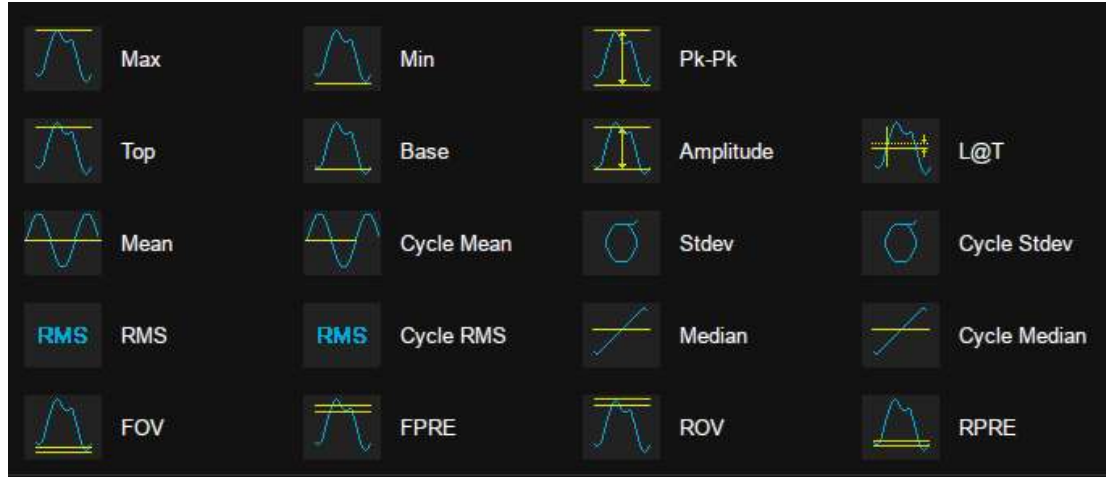 Max Min Pk-Pk
Top Base Amplitude L@T
Mean Cycle Mean Stdev Cycle Stdev
RMS RMS RMS Cycle RMS Median Cycle Median
FOV FPRE ROV RPRE